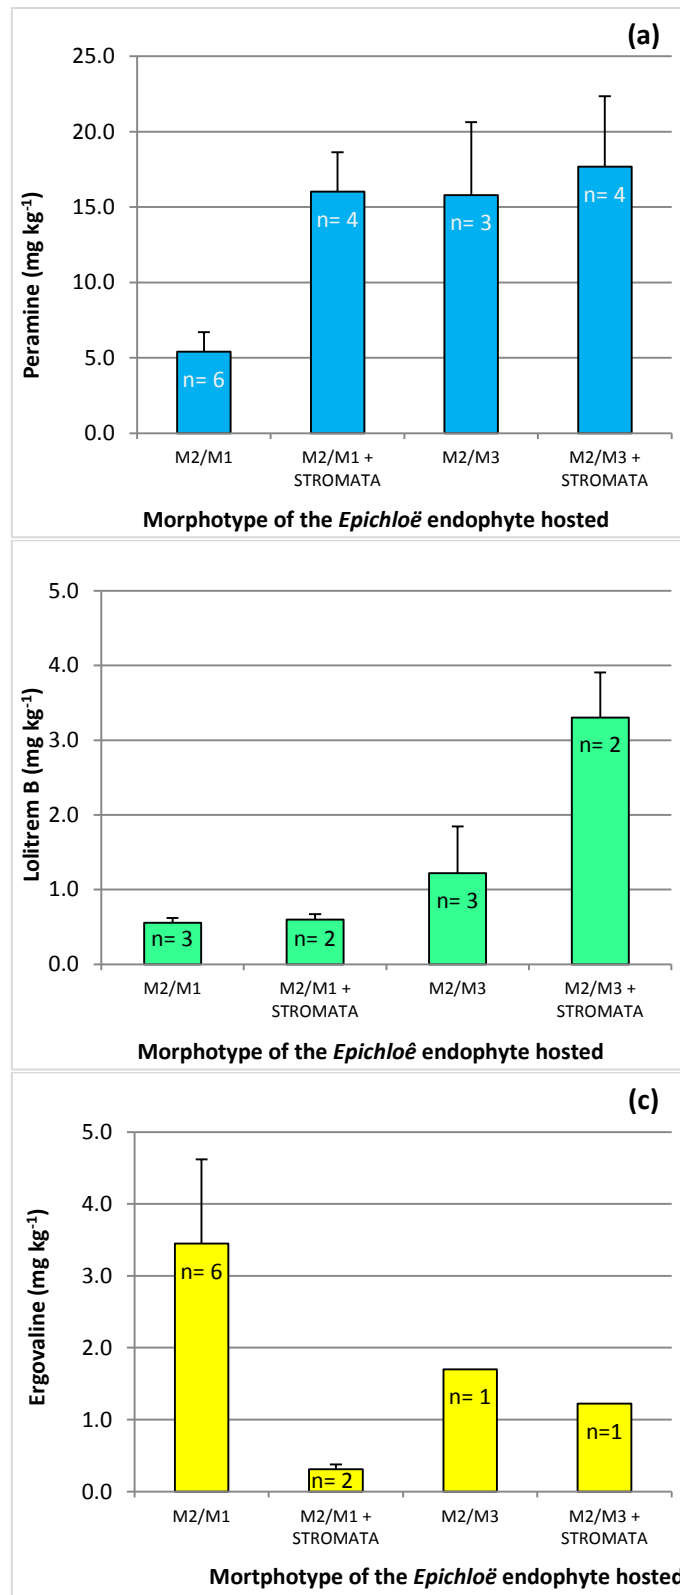 (a)
25.0
20.0
15.0
10.0
5.0
0.0
Peramine (mg kg-1)
n= 6
n= 4
n= 3
n= 4
M2/M1
M2/M1 +
STROMATA
M2/M3
M2/M3 +
STROMATA
Morphotype of the Epichloë endophyte hosted
5.0
4.0
3.0
2.0
1.0
0.0
Lolitrem B (mg kg-1)
n= 3
n= 2
n= 3
n= 2
M2/M1
M2/M1 +
STROMATA
M2/M3
M2/M3 +
STROMATA
Morphotype of the Epichloê endophyte hosted
(c)
5.0
4.0
3.0
2.0
1.0
0.0
Ergovaline (mg kg-1)
n= 6
n= 2
n= 1
n=1
M2/M1
M2/M1 +
STROMATA
M2/M3
M2/M3 +
STROMATA
Mortphotype of the Epichloë endophyte hosted